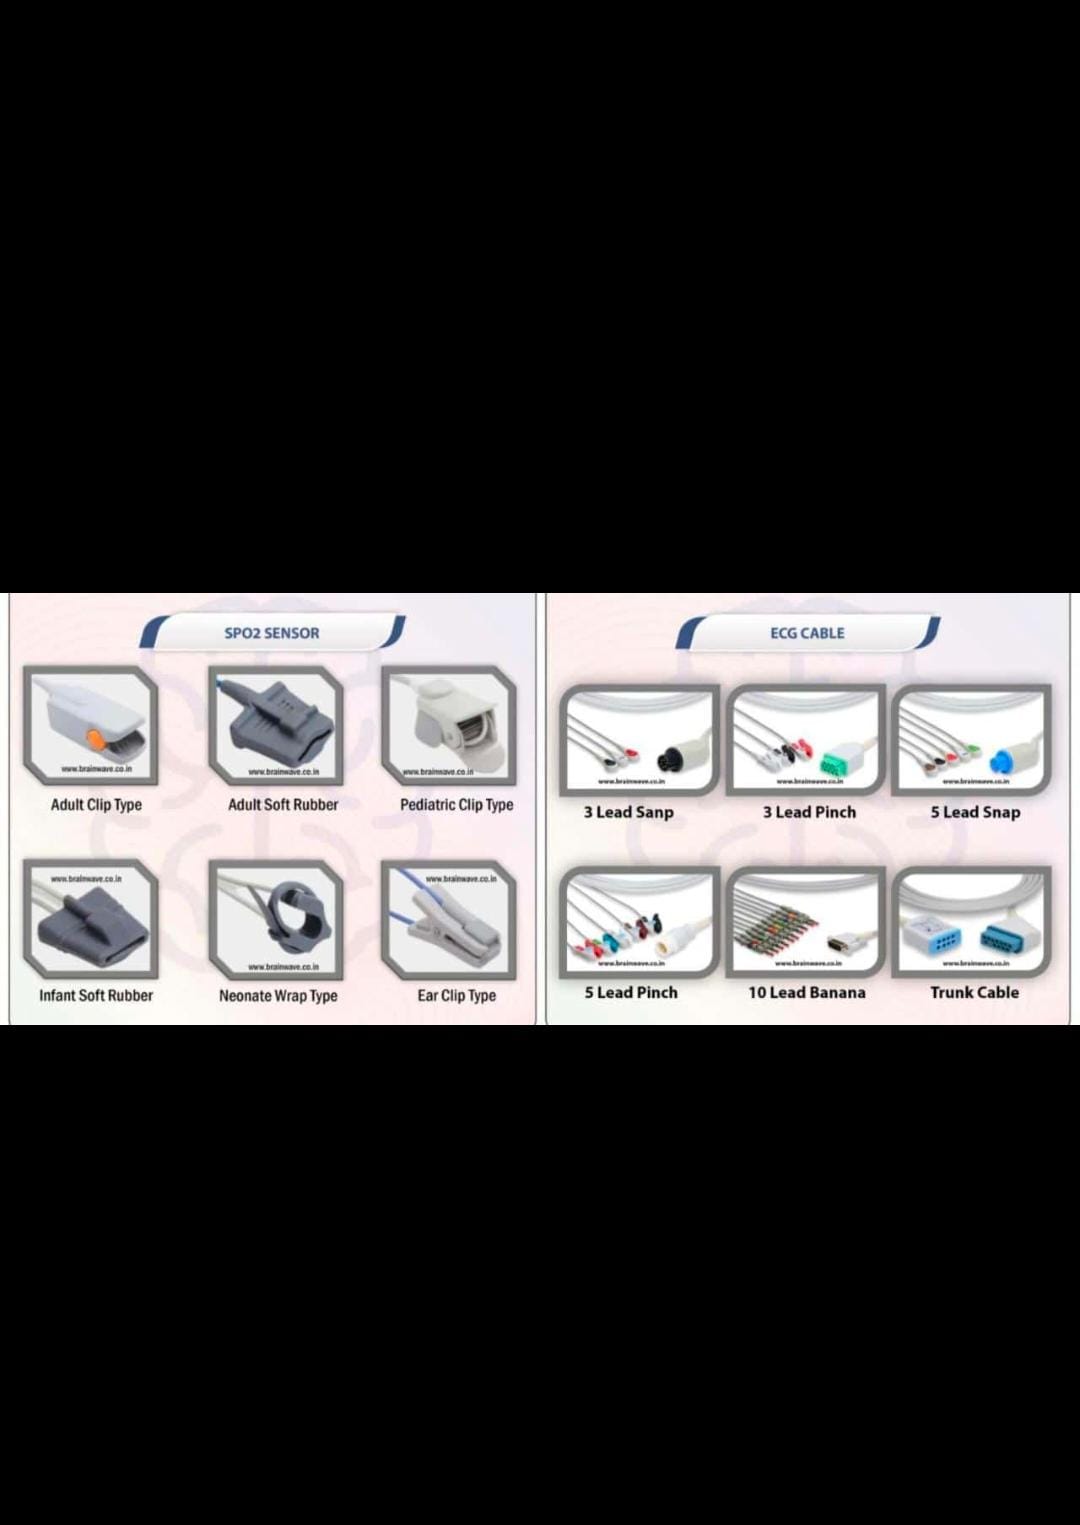 SPO2 SENSOR
www.brainwave.co.in
Adult Clip Type
www.brainwave.co.in
Adult Soft Rubber
www.brainwave.co.in
Pediatric Clip Type
www.brainwave.co.in
Infant Soft Rubber
www.brainwave.co.in
Neonate Wrap Type
www.brainwave.co.in
Ear Clip Type
ECG CABLE
www.brainwave.co.in
3 Lead Sanp
www.brainwave.co.in
3 Lead Pinch
www.brainwave.co.in
5 Lead Snap
www.brainwave.co.in
5 Lead Pinch
www.brainwave.co.in
10 Lead Banana
www.brainwave.co.in
Trunk Cable